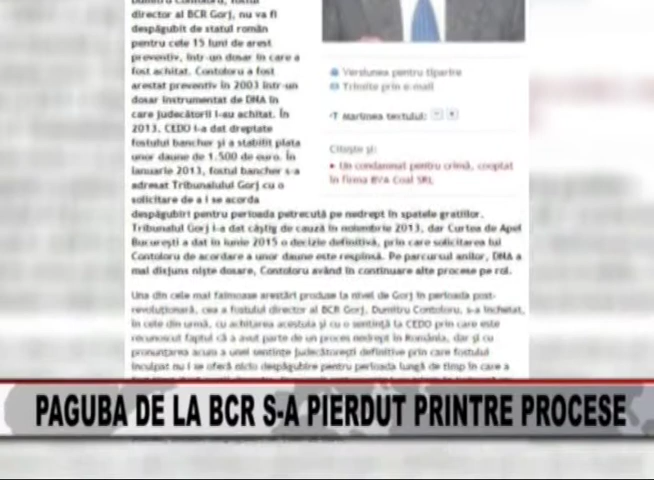 director al BCR Gorj, nu va fi
despăgubit de statul român
pentru cele 15 luni de arest
preventiv, într-un dosar în care a
fost achitat. Contoloru a fost
arestat preventiv în 2003 într-un
dosar instrumentat de DNA în
care judecătorii l-au achitat. În
2013, CEDO i-a dat dreptate
fostului bancher și a stabilit plata
unor daune de 1.500 de euro. În
ianuarie 2013, fostul bancher s-a
adresat Tribunalului Gorj cu o
solicitare de a i se acorda
despăgubiri pentru perioada petrecută pe nedrept în spatele gratiilor.
Tribunalul Gorj i-a dat câștig de cauză în noiembrie 2013, dar Curtea de Apel
București a dat în iunie 2015 o decizie definitivă, prin care solicitarea lui
Contoloru de acordare a unor daune este respinsă. Pe parcursul anilor, DNA a
mai disjuns niște dosare, Contoloru având în continuare alte procese pe rol.
Versiunea pentru tiparire
Trimite prin e-mail
Marimea textului: - +
Citeşte şi:
• Un condamnat pentru crimă, cooptat
în firma BVA Coal SRL
Una din cele mai faimoase arestări produse la nivel de Gorj în perioada post-
revoluționară, cea a fostului director al BCR Gorj, Dumitru Contoloru, s-a încheiat,
în cele din urmă, cu achitarea acestuia și cu o sentință la CEDO prin care este
recunoscut faptul că a avut parte de un proces nedrept în România, dar și cu
pronunțarea acum a unei sentințe judecătorești definitive prin care fostului
inculpat nu i se oferă nicio despăgubire pentru perioada lungă de timp în care a
PAGUBA DE LA BCR S-A PIERDUT PRINTRE PROCESE